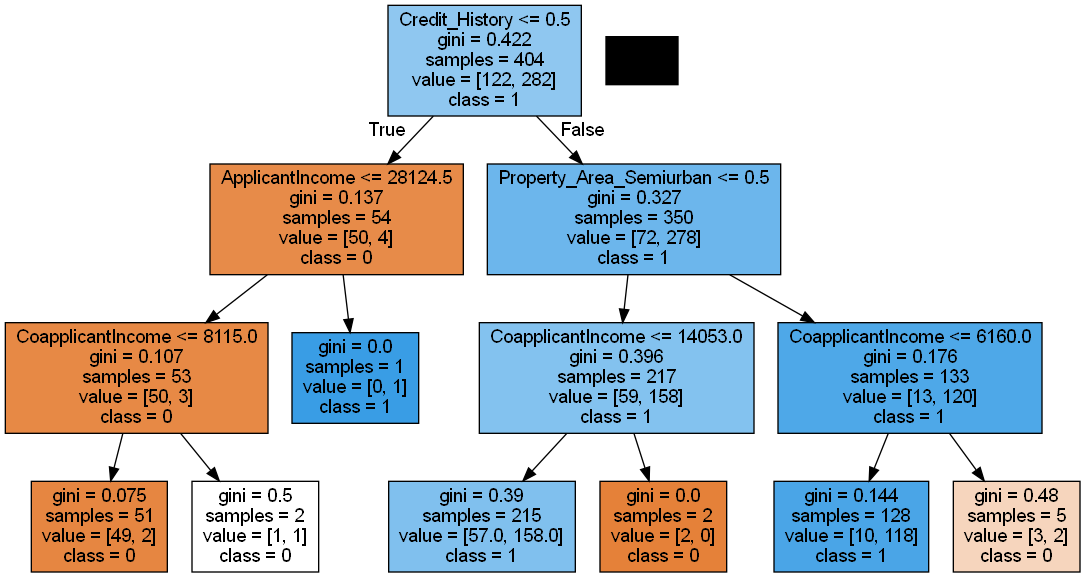 Credit_History <= 0.5
gini = 0.422
samples = 404
value = [122, 282]
class = 1
True
False
ApplicantIncome <= 28124.5
gini = 0.137
samples = 54
value = [50, 4]
class = 0
Property_Area_Semiurban <= 0.5
gini = 0.327
samples = 350
value = [72, 278]
class = 1
CoapplicantIncome <= 8115.0
gini = 0.107
samples = 53
value = [50, 3]
class = 0
gini = 0.0
samples = 1
value = [0, 1]
class = 1
CoapplicantIncome <= 14053.0
gini = 0.396
samples = 217
value = [59, 158]
class = 1
CoapplicantIncome <= 6160.0
gini = 0.176
samples = 133
value = [13, 120]
class = 1
gini = 0.075
samples = 51
value = [49, 2]
class = 0
gini = 0.5
samples = 2
value = [1, 1]
class = 0
gini = 0.39
samples = 215
value = [57.0, 158.0]
class = 1
gini = 0.0
samples = 2
value = [2, 0]
class = 0
gini = 0.144
samples = 128
value = [10, 118]
class = 1
gini = 0.48
samples = 5
value = [3, 2]
class = 0